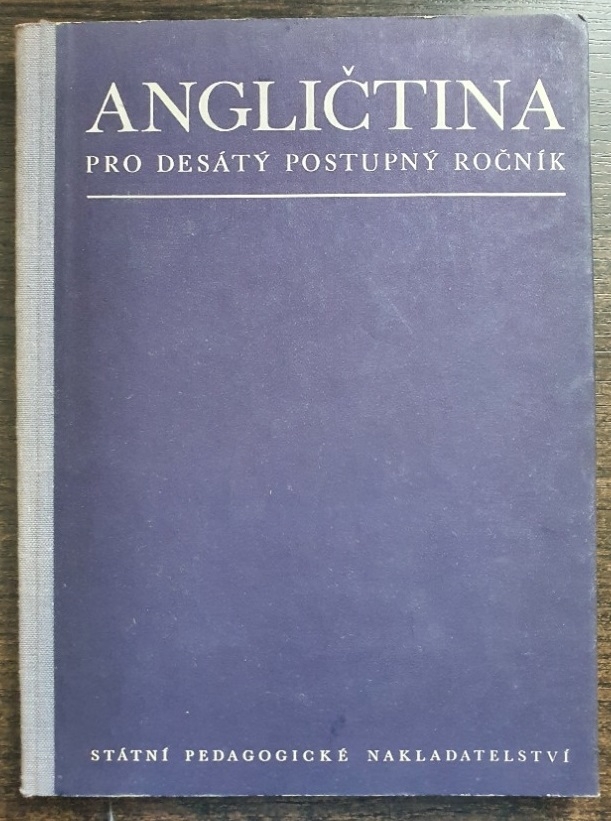 ANGLIČTINA
PRO DESÁTÝ POSTUPNÝ ROČNÍK
STÁTNÍ PEDAGOGICKÉ NAKLADATELSTVÍ